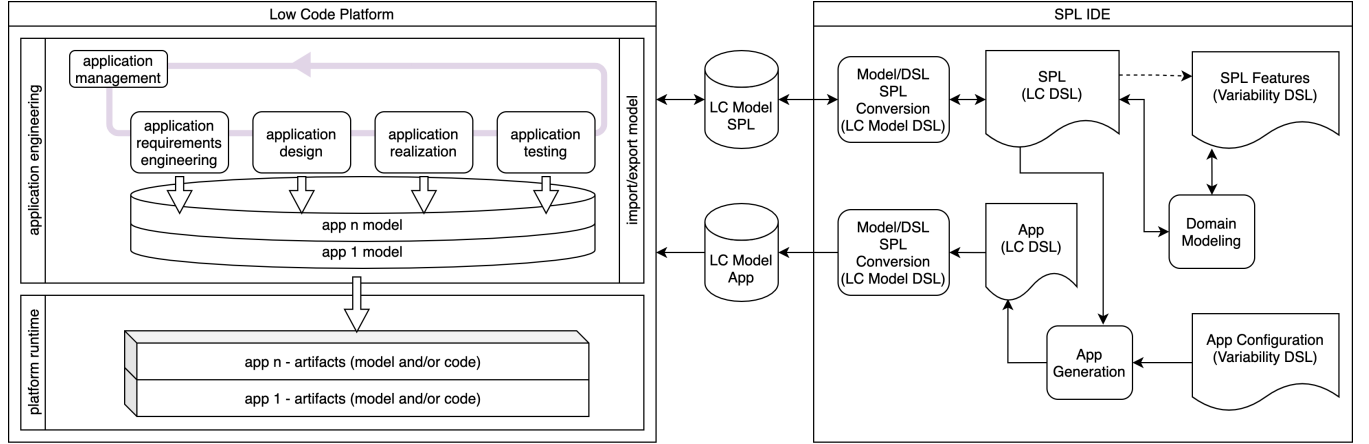 Low Code Platform
application engineering
application
management
application
requirements
engineering
application
design
application
realization
application
testing
app n model
app 1 model
import/export model
platform runtime
app n - artifacts (model and/or code)
app 1 - artifacts (model and/or code)
LC Model
SPL
LC Model
App
SPL IDE
Model/DSL
SPL
Conversion
(LC Model DSL)
SPL
(LC DSL)
SPL Features
(Variability DSL)
Domain
Modeling
Model/DSL
SPL
Conversion
(LC Model DSL)
App
(LC DSL)
App
Generation
App Configuration
(Variability DSL)